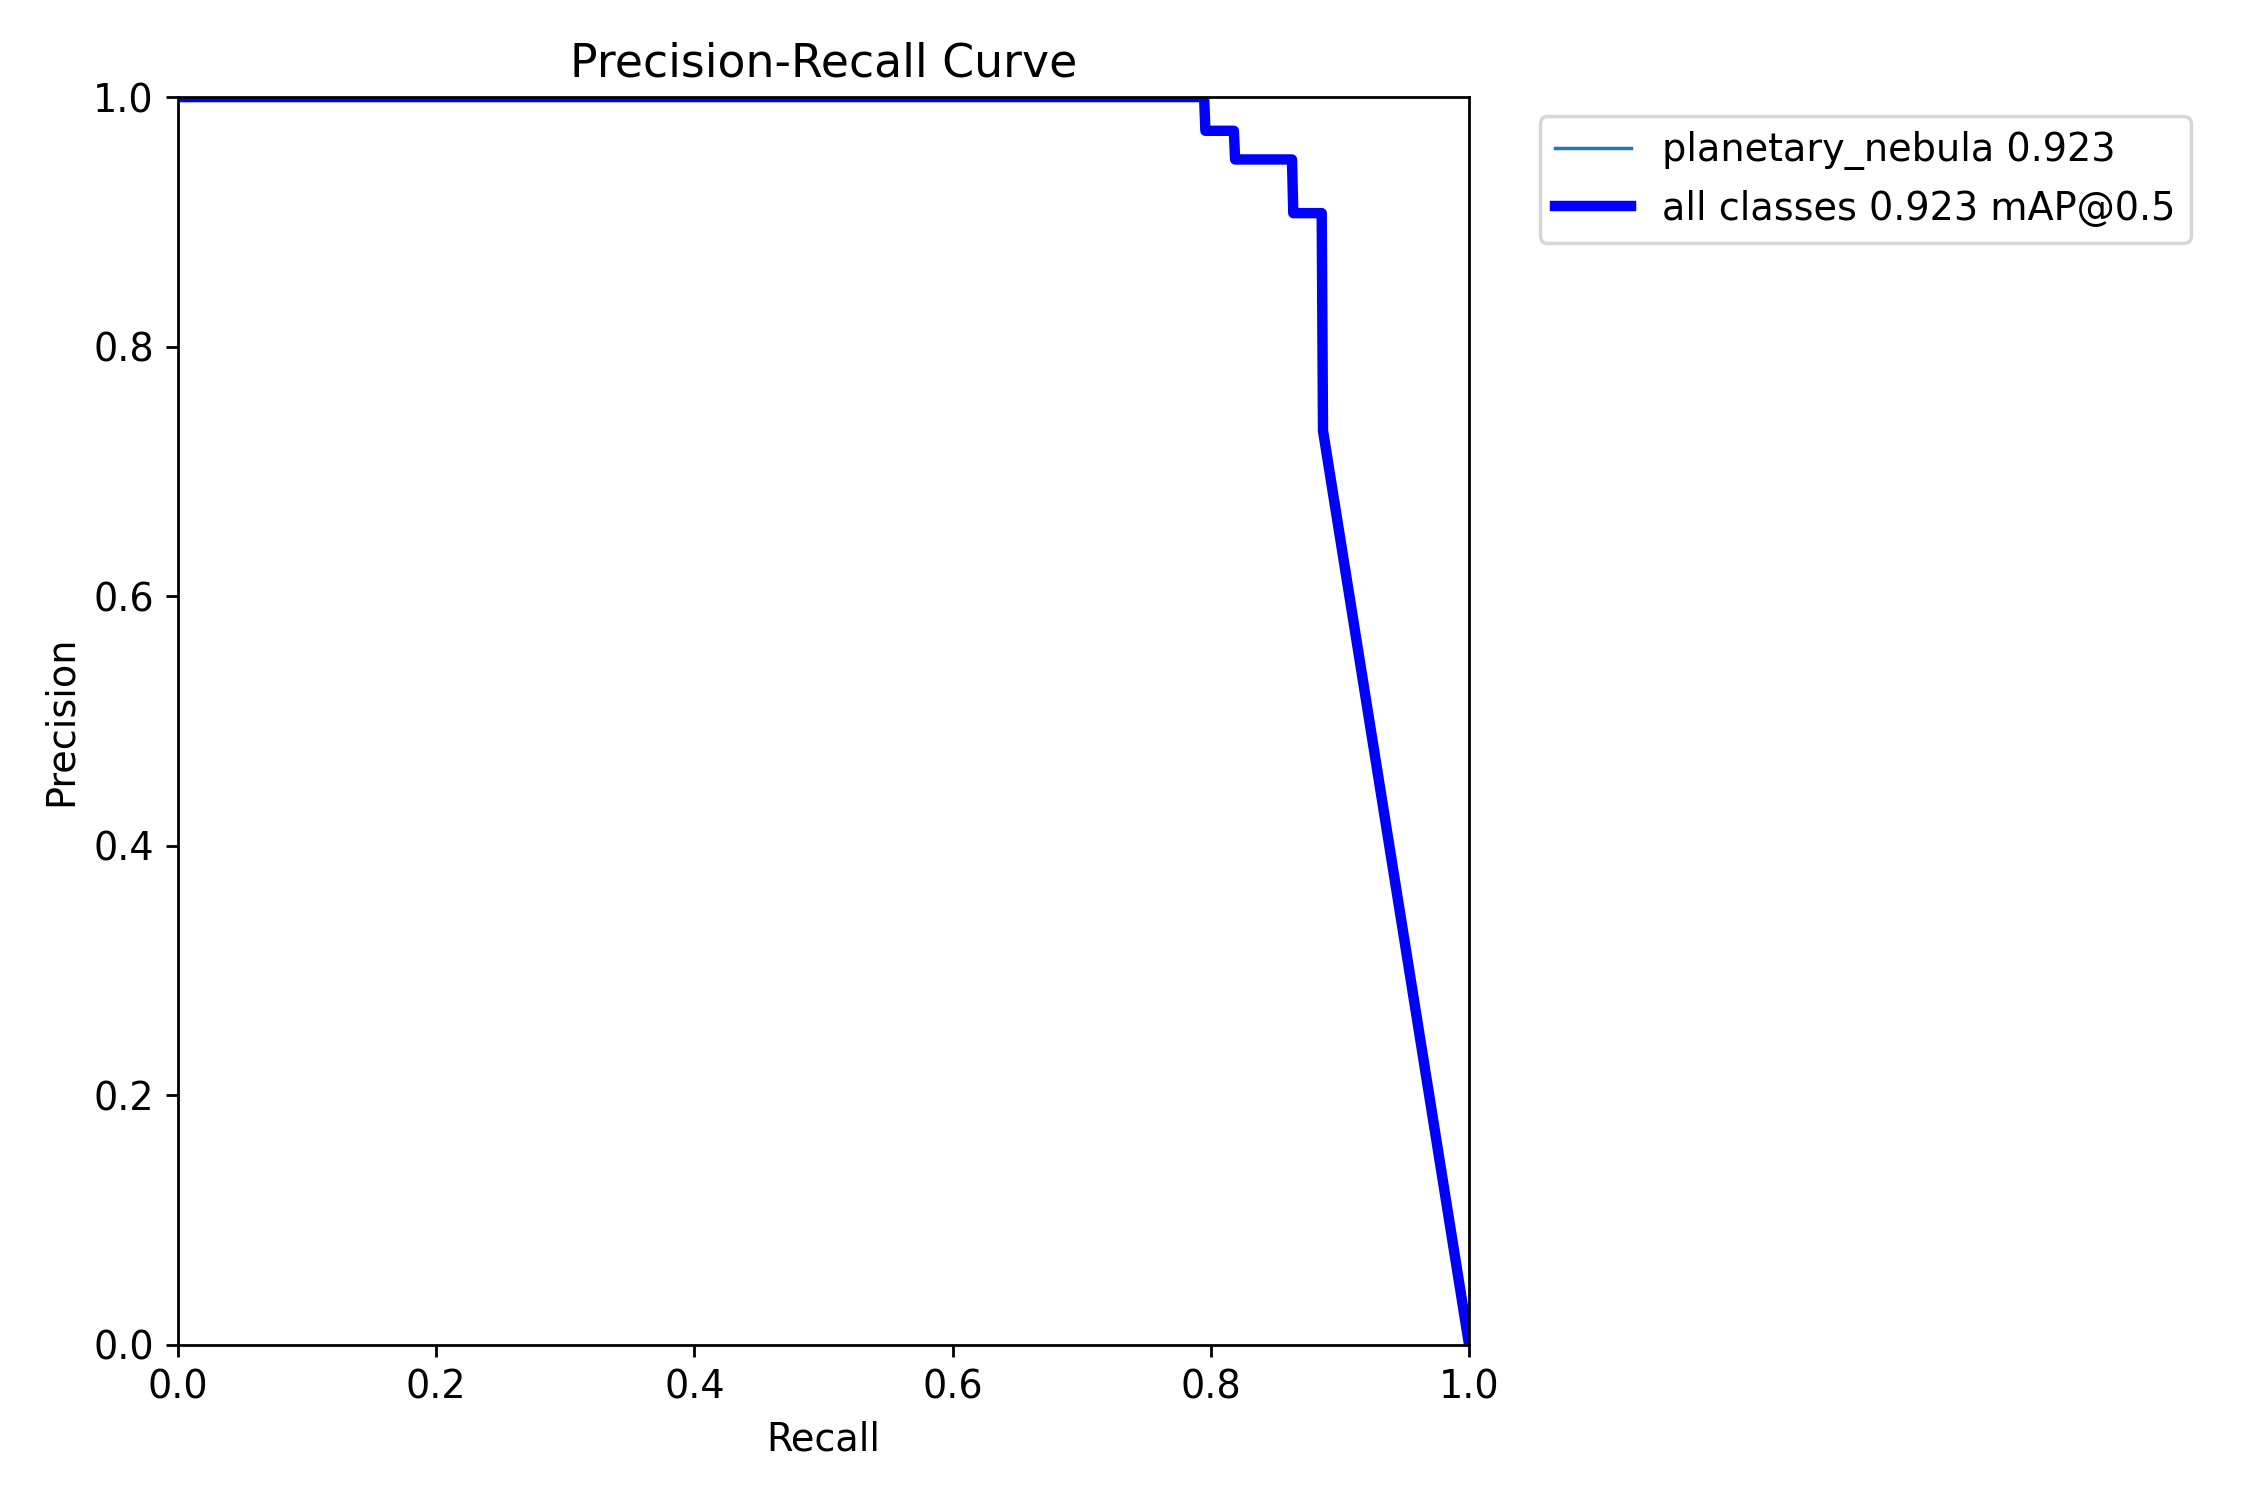 Precision-Recall Curve
1.0
0.8
0.6
0.4
0.2
0.0
Precision
0.0 0.2 0.4 0.6 0.8 1.0
Recall
planetary_nebula 0.923
all classes 0.923 mAP@0.5